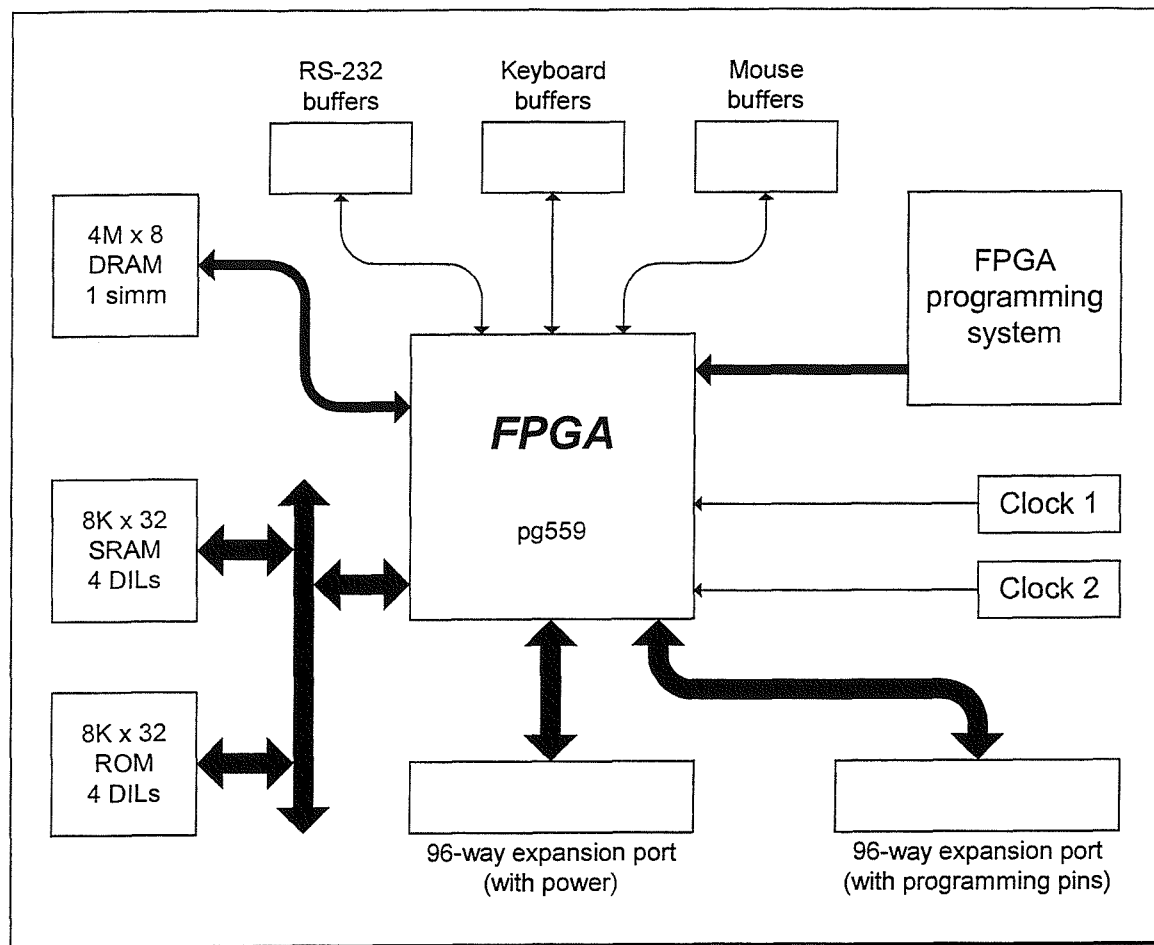 RS-232
buffers
Keyboard
buffers
Mouse
buffers
4M x 8
DRAM
1 simm
FPGA
programming
system
FPGA
pg559
Clock 1
Clock 2
8K x 32
SRAM
4 DILs
8K x 32
ROM
4 DILs
96-way expansion port
(with power)
96-way expansion port
(with programming pins)